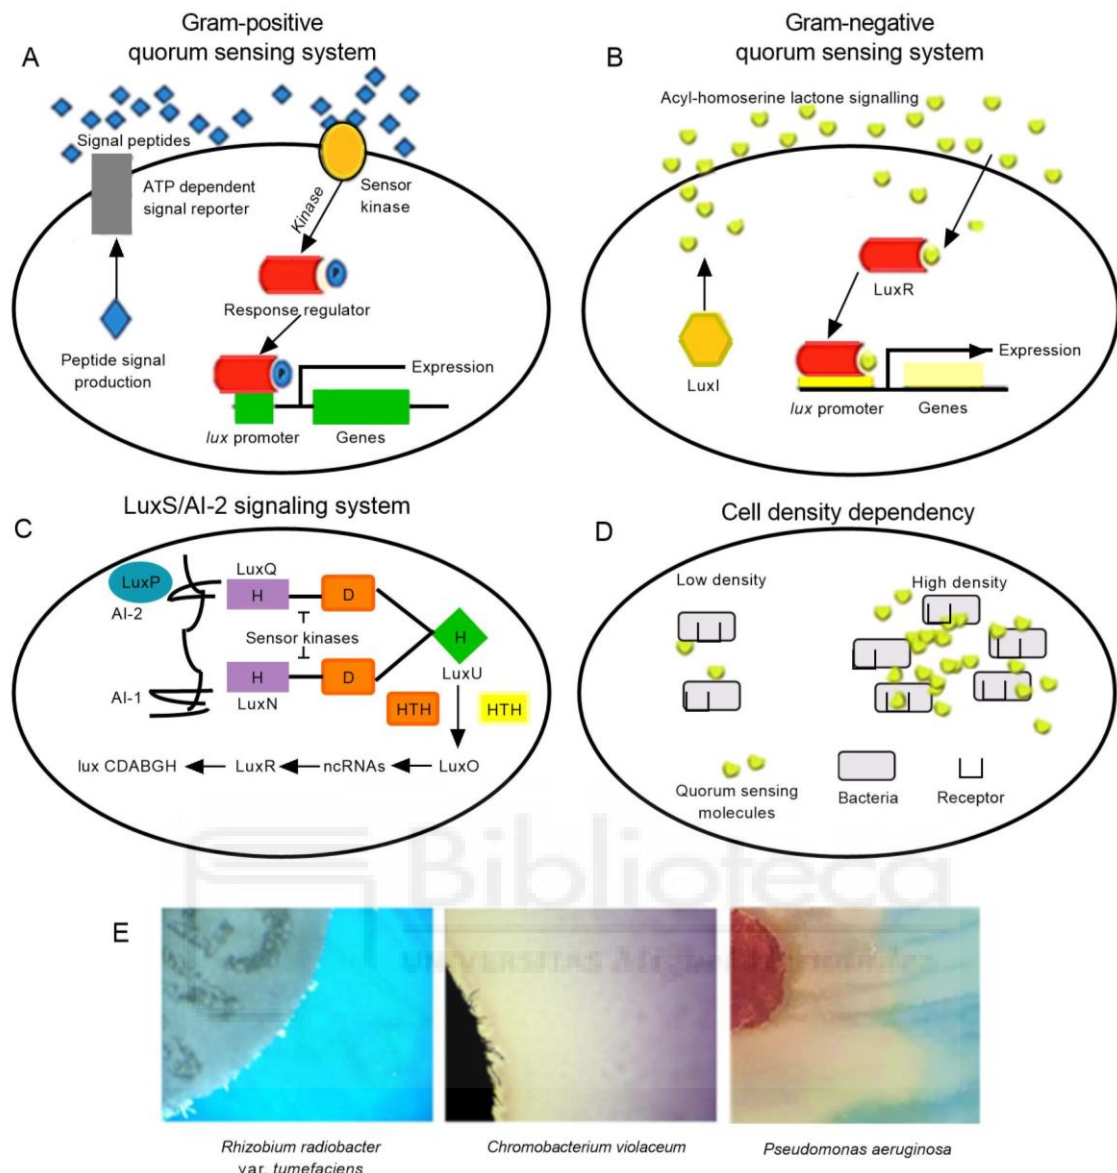 Gram-positive
quorum sensing system
A
Signal peptides
ATP dependent
signal reporter
Sensor
kinase
Kinase
P
Response regulator
Peptide signal
production
P
Expression
lux promoter
Genes
Gram-negative
quorum sensing system
B
Acyl-homoserine lactone signalling
LuxR
LuxI
Expression
lux promoter
Genes
LuxS/AI-2 signaling system
C
LuxP
AI-2
LuxQ
H
D
Sensor kinases
H
LuxU
AI-1
H
D
LuxN
HTH
HTH
lux CDABGH
LuxR
ncRNAs
LuxO
Cell density dependency
D
Low density
High density
Quorum sensing
molecules
Bacteria
Receptor
Biblioteca
E
Rhizobium radiobacter
var. tumefaciens
Chromobacterium violaceum
Pseudomonas aeruginosa